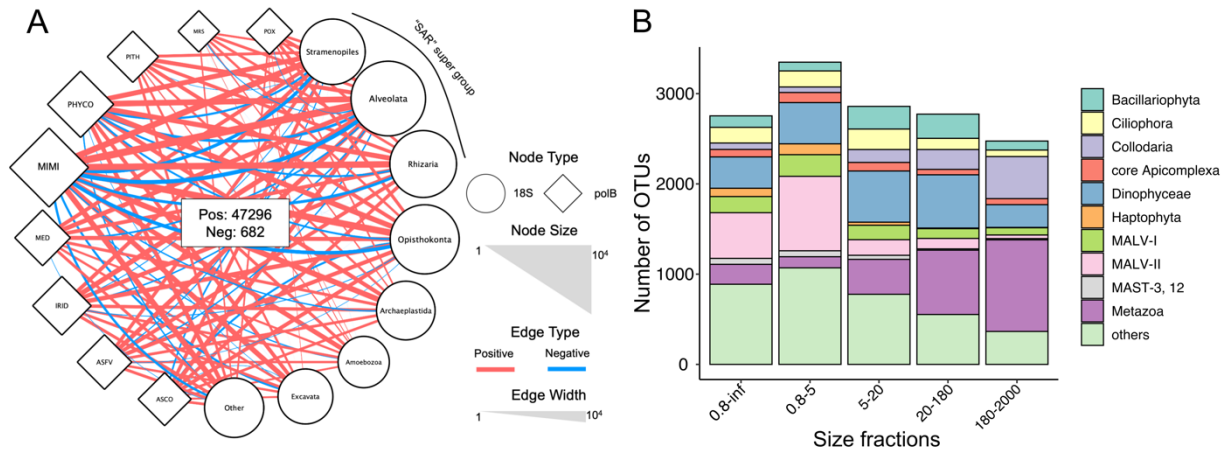 A
MKS
POX
"SAR" super group
PITH
Stramenopiles
PHYCO
Alveolata
MIMI
Rhizaria
Node Type
18S
polB
Pos: 47296
Neg: 682
MED
Opisthokonta
Node Size
1
10⁴
IRID
Archaeplastida
Edge Type
Positive
Negative
ASFV
Amoebozoa
Edge Width
1
10⁴
ASCO
Other
Excavata
B
Number of OTUs
3000
2000
1000
0
0.8-inf
0.8-5
5-20
20-180
180-2000
Size fractions
Bacillariophyta
Ciliophora
Collodaria
core Apicomplexa
Dinophyceae
Haptophyta
MALV-I
MALV-II
MAST-3, 12
Metazoa
others